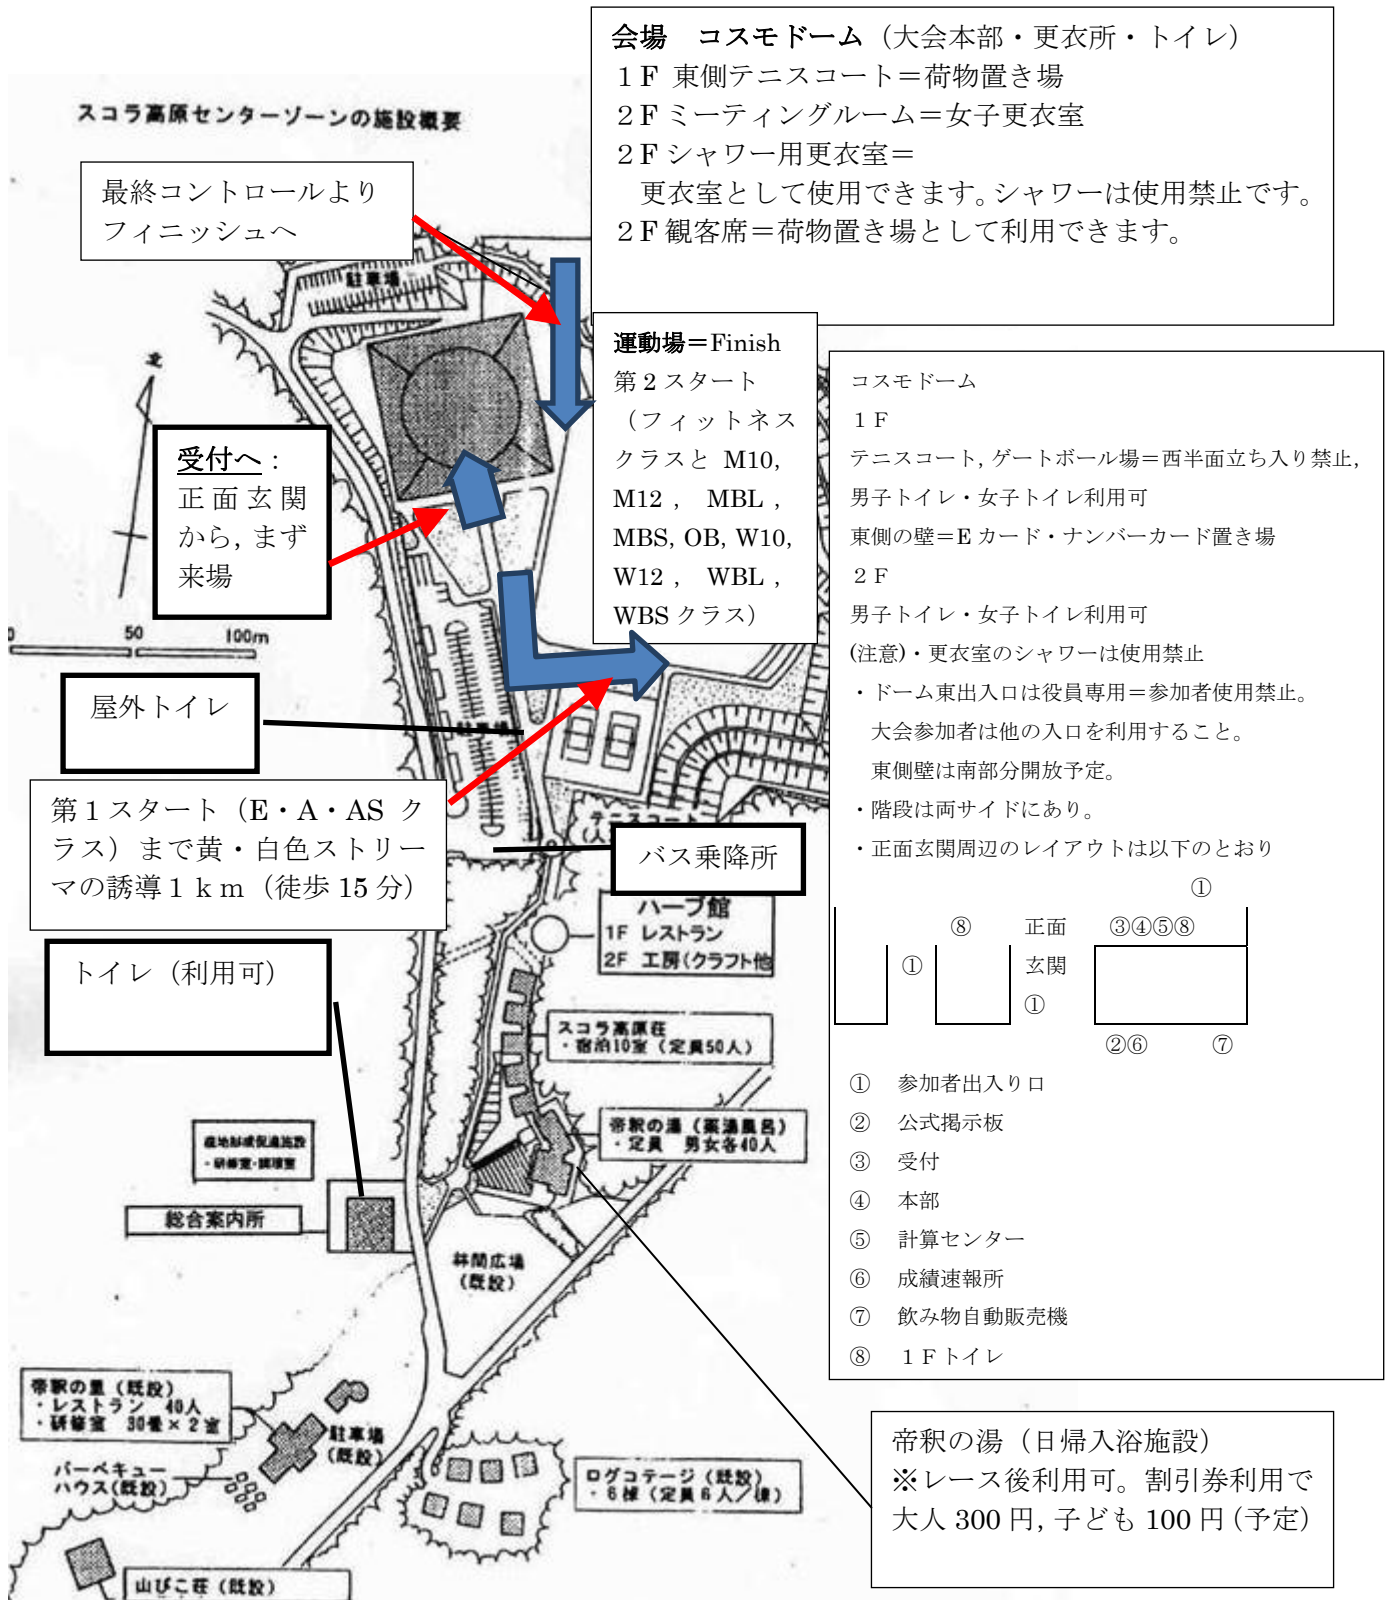 会場　コスモドーム（大会本部・更衣所・トイレ）
１F 東側テニスコート＝荷物置き場
２F ミーティングルーム＝女子更衣室
２F シャワー用更衣室＝
更衣室として使用できます。シャワーは使用禁止です。
２F 観客席＝荷物置き場として利用できます。
スコラ高原センターゾーンの施設概要
最終コントロールより
フィニッシュへ
駐車場
北
運動場＝Finish
第２スタート
（フィットネス
クラスと M10,
M12 , MBL ,
MBS, OB, W10,
W12 , WBL ,
WBS クラス）
受付へ：
正面玄関
から, まず
来場
0 50 100m
屋外トイレ
駐車場
第１スタート（E・A・AS ク
ラス）まで黄・白色ストリー
マの誘導１ｋｍ（徒歩 15 分）
テニスコート
バス乗降所
トイレ（利用可）
ハーブ館
1F レストラン
2F 工房(クラフト他
スコラ高原荘
・宿泊10室（定員50人）
帝釈の湯（薬湯風呂）
・定員　男女各40人
・研修室・調理室
総合案内所
林間広場
（既設）
帝釈の里（既設）
・レストラン　40人
・研修室　30畳×2室
駐車場
（既設）
バーベキュー
ハウス(既設)
ログコテージ（既設）
・6棟（定員６人／棟）
山びこ荘（既設）
コスモドーム
１Ｆ
テニスコート, ゲートボール場＝西半面立ち入り禁止,
男子トイレ・女子トイレ利用可
東側の壁＝E カード・ナンバーカード置き場
２Ｆ
男子トイレ・女子トイレ利用可
(注意)・更衣室のシャワーは使用禁止
・ドーム東出入口は役員専用＝参加者使用禁止。
大会参加者は他の入口を利用すること。
東側壁は南部分開放予定。
・階段は両サイドにあり。
・正面玄関周辺のレイアウトは以下のとおり
①
⑧　正面　③④⑤⑧
①　玄関
①
②⑥　⑦
①　参加者出入り口
②　公式掲示板
③　受付
④　本部
⑤　計算センター
⑥　成績速報所
⑦　飲み物自動販売機
⑧　１Ｆトイレ
帝釈の湯（日帰入浴施設）
※レース後利用可。割引券利用で
大人 300 円, 子ども 100 円（予定）